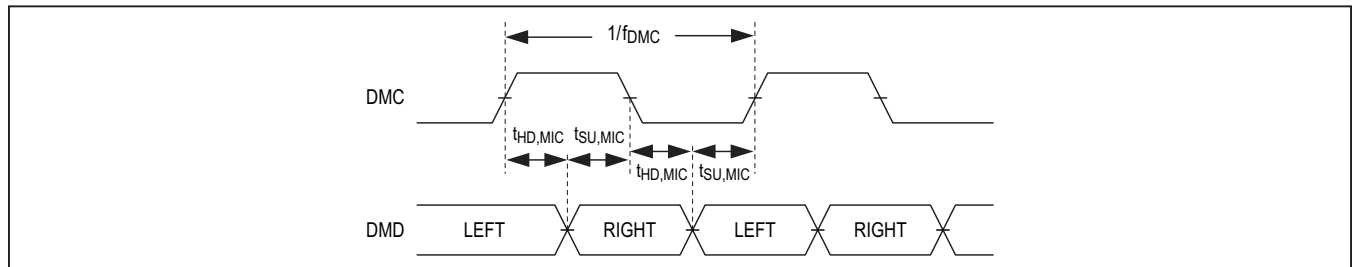 1/fDMC
DMC
tHD,MIC tSU,MIC
tHD,MIC tSU,MIC
DMD LEFT RIGHT LEFT RIGHT